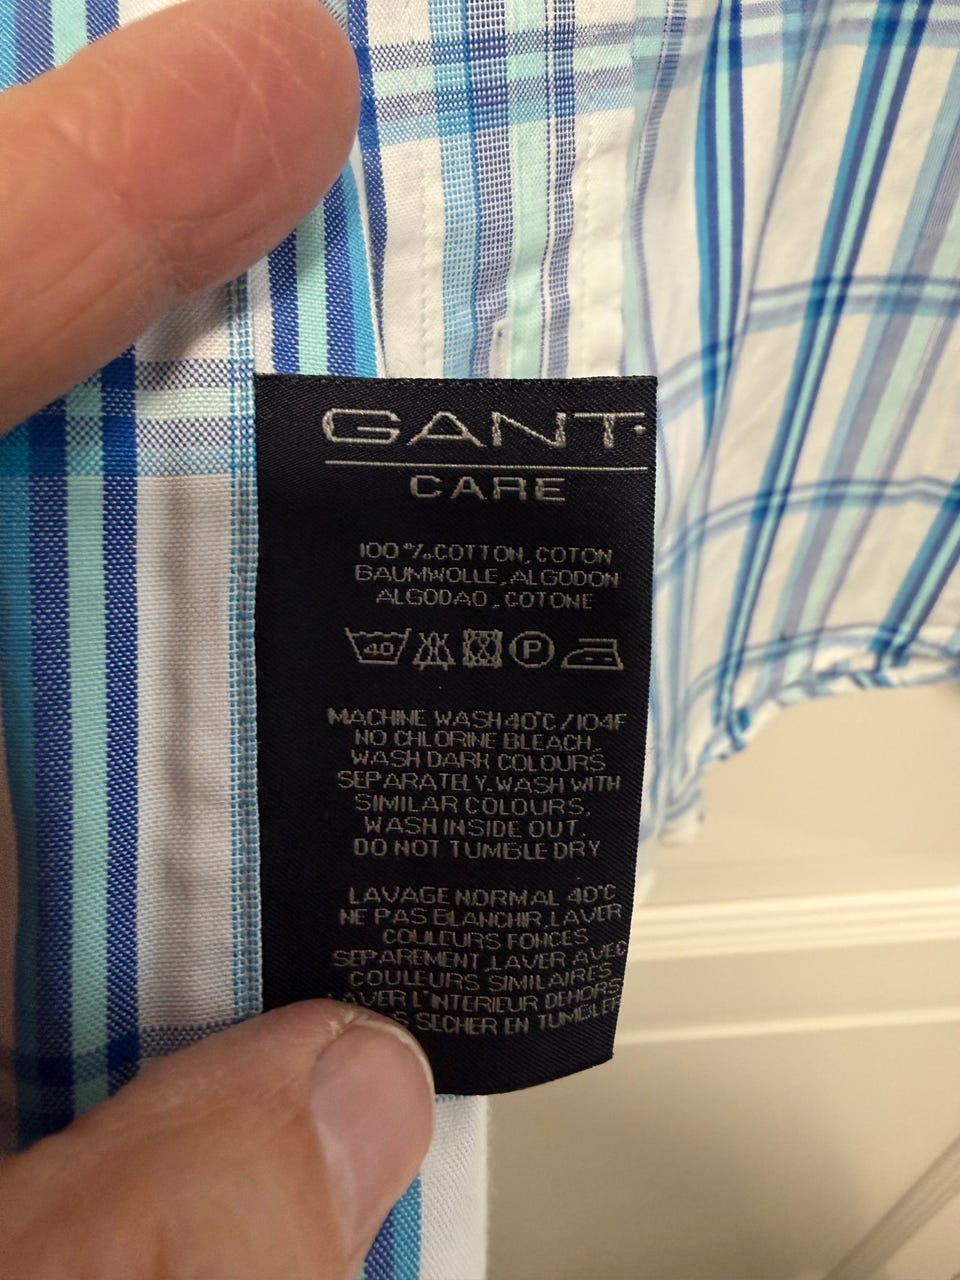 GANT
CARE
100%COTTON, COTON
BAUMWOLLE, ALGODON
ALGODAO, COTONE
40 P
MACHINE WASH 40°C/104F
NO CHLORINE BLEACH.
WASH DARK COLOURS
SEPARATELY. WASH WITH
SIMILAR COLOURS,
WASH INSIDE OUT.
DO NOT TUMBLE DRY
LAVAGE NORMAL 40°C
NE PAS BLANCHIR, LAVER
COULEURS FONCES
SEPAREMENT, LAVER AVEC
COULEURS SIMILAIRES
LAVER L'INTERIEUR DEHORS
SECHER EN TUMBLER